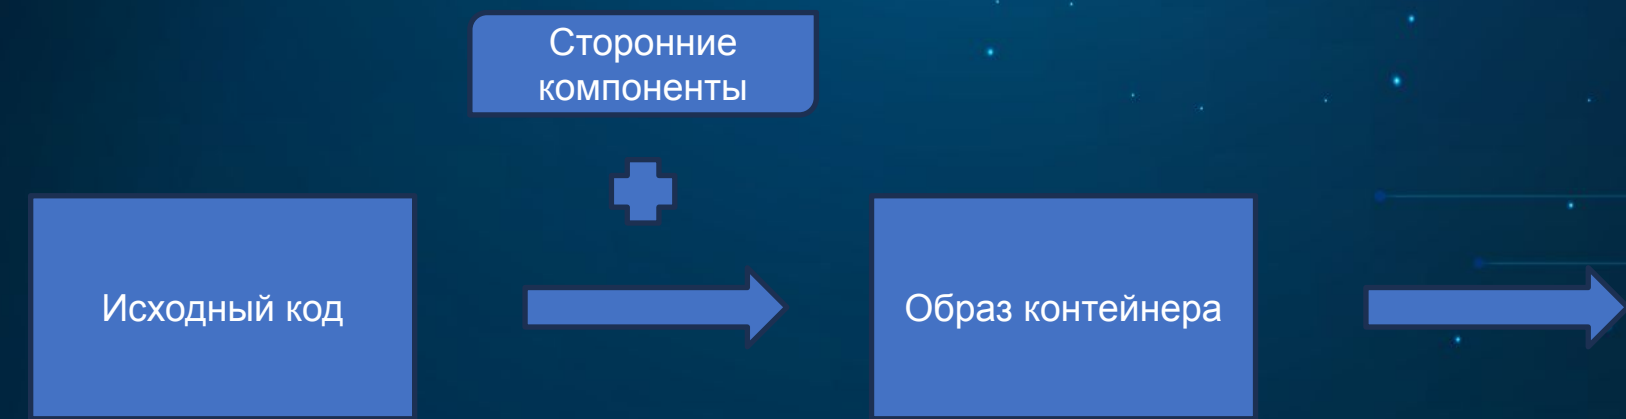 Сторонние
компоненты
Исходный код
Образ контейнера